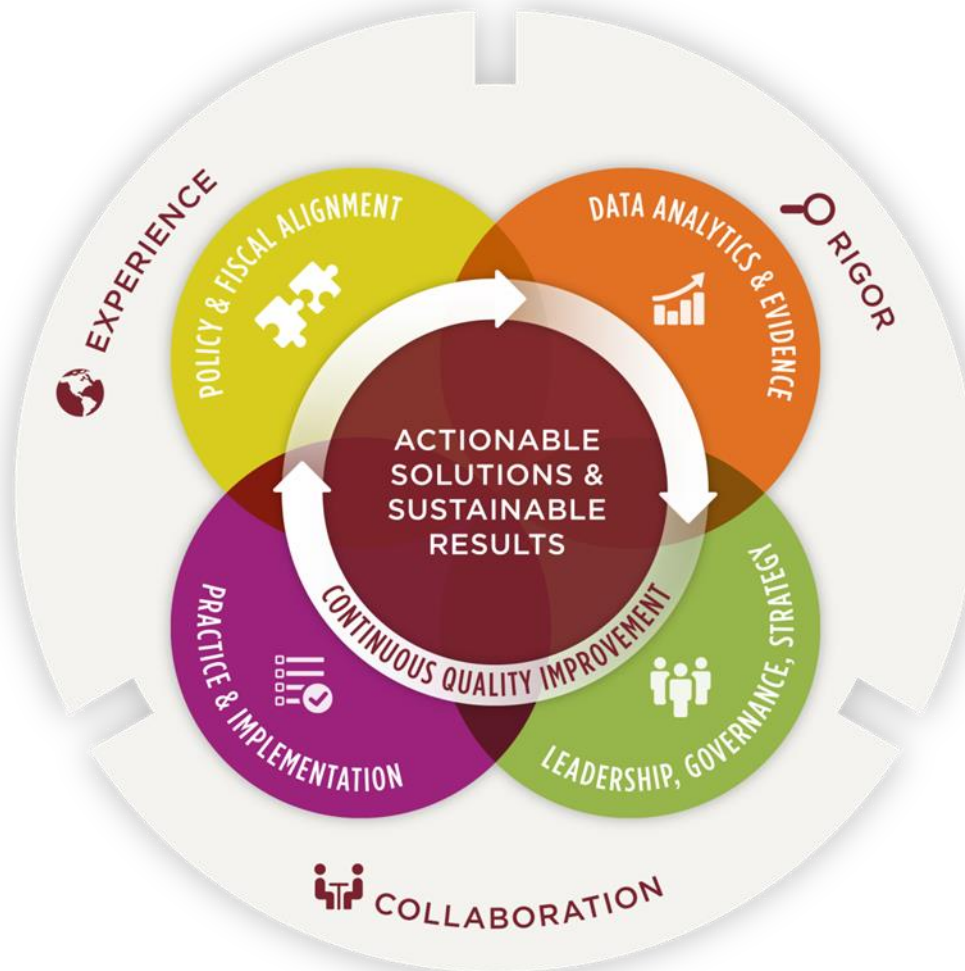 EXPERIENCE
RIGOR
POLICY & FISCAL ALIGNMENT
DATA ANALYTICS & EVIDENCE
ACTIONABLE
SOLUTIONS &
SUSTAINABLE
RESULTS
CONTINUOUS QUALITY IMPROVEMENT
PRACTICE & IMPLEMENTATION
LEADERSHIP, GOVERNANCE, STRATEGY
COLLABORATION